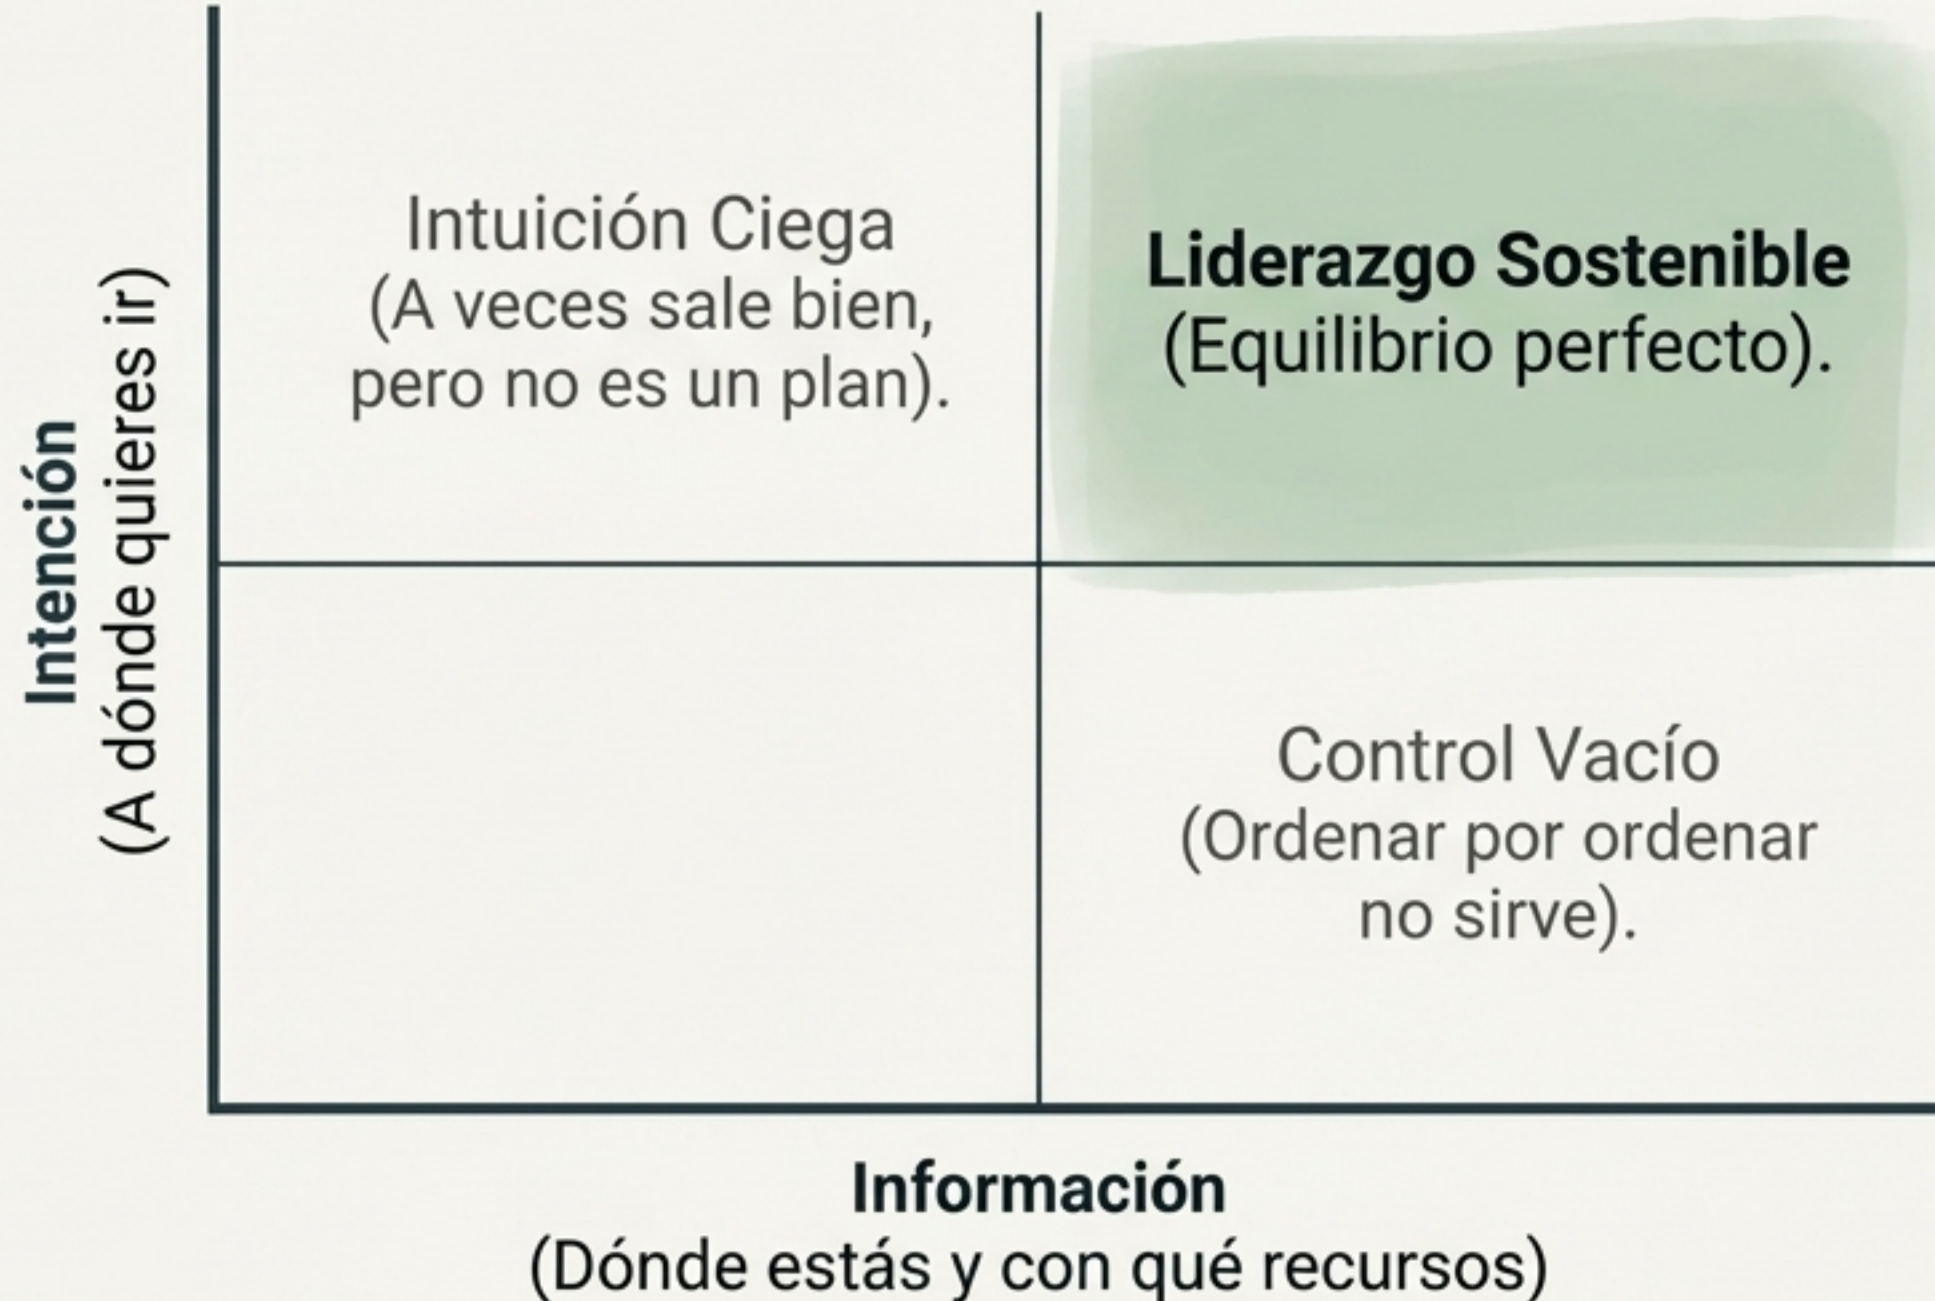 Intuición Ciega
(A veces sale bien,
pero no es un plan).
Liderazgo Sostenible
(Equilibrio perfecto).
Intención
(A dónde quieres ir)
Control Vacío
(Ordenar por ordenar
no sirve).
Información
(Dónde estás y con qué recursos)